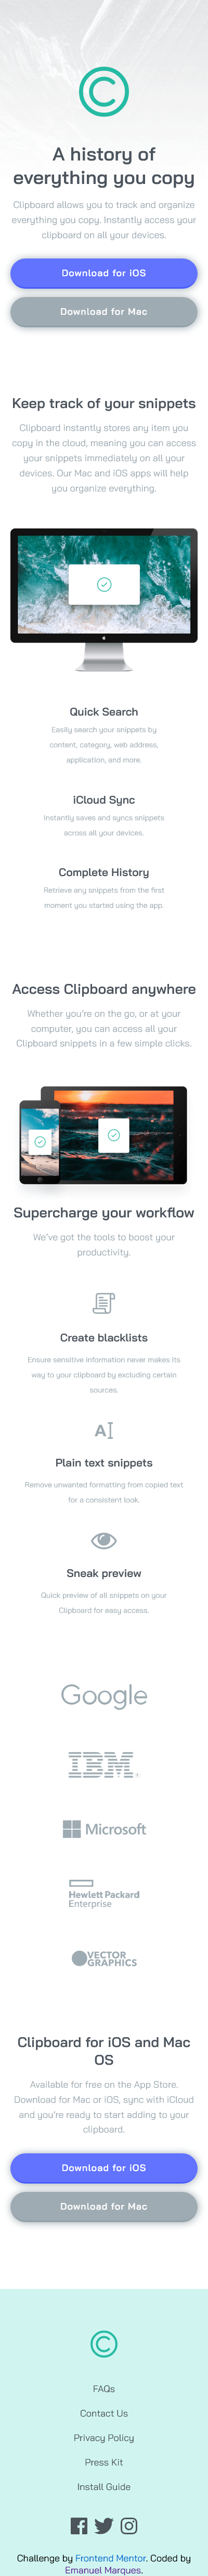 ©
A history of
everything you copy
Clipboard allows you to track and organize
everything you copy. Instantly access your
clipboard on all your devices.
Download for iOS
Download for Mac
Keep track of your snippets
Clipboard instantly stores any item you
copy in the cloud, meaning you can access
your snippets immediately on all your
devices. Our Mac and iOS apps will help
you organize everything.
Quick Search
Easily search your snippets by
content, category, web address,
application, and more.
iCloud Sync
Instantly saves and syncs snippets
across all your devices.
Complete History
Retrieve any snippets from the first
moment you started using the app.
Access Clipboard anywhere
Whether you’re on the go, or at your
computer, you can access all your
Clipboard snippets in a few simple clicks.
Supercharge your workflow
We’ve got the tools to boost your
productivity.
Create blacklists
Ensure sensitive information never makes its
way to your clipboard by excluding certain
sources.
A
Plain text snippets
Remove unwanted formatting from copied text
for a consistent look.
Sneak preview
Quick preview of all snippets on your
Clipboard for easy access.
Google
IBM
Microsoft
Hewlett Packard
Enterprise
VECTOR
GRAPHICS
Clipboard for iOS and Mac
OS
Available for free on the App Store.
Download for Mac or iOS, sync with iCloud
and you’re ready to start adding to your
clipboard.
Download for iOS
Download for Mac
©
FAQs
Contact Us
Privacy Policy
Press Kit
Install Guide
Challenge by Frontend Mentor. Coded by
Emanuel Marques.